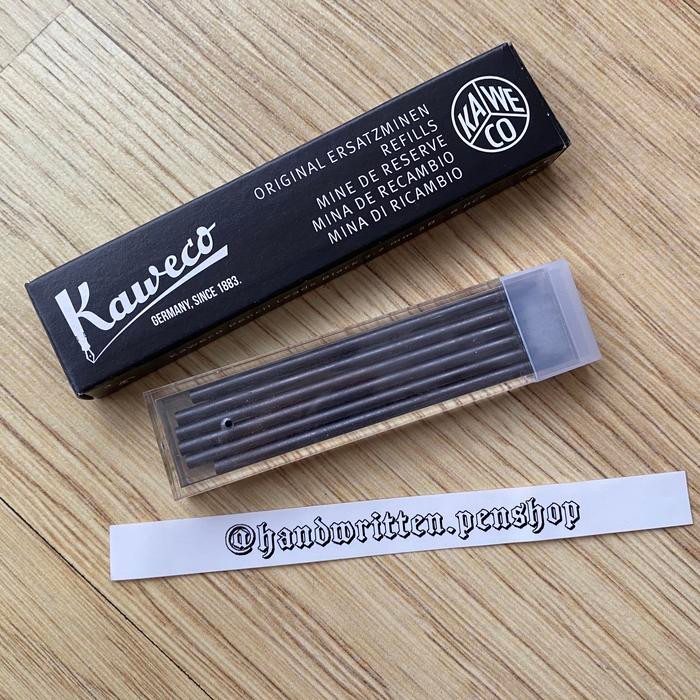 KA WE CO
ORIGINAL ERSATZMINEN
REFILLS
MINE DE RESERVE
MINA DE RECAMBIO
MINA DI RICAMBIO
Kaweco
GERMANY, SINCE 1883.
@handwritten.penshop